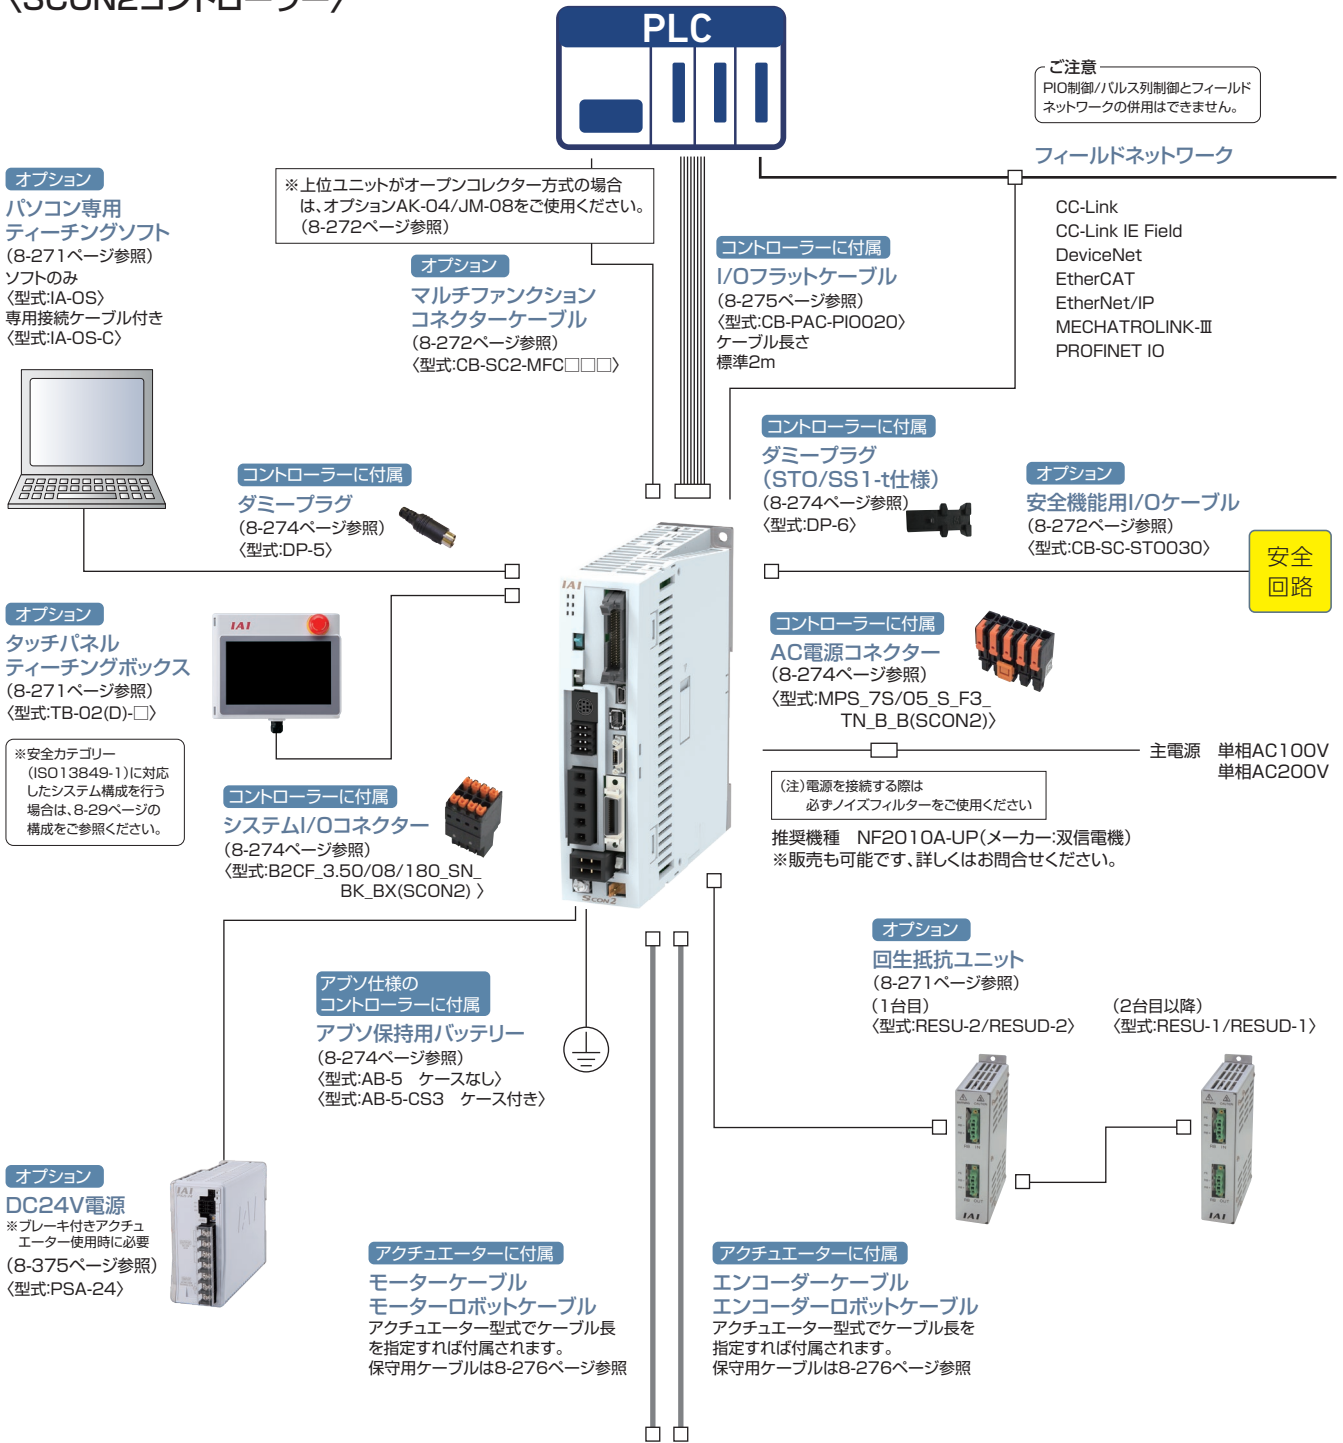 〈SCON2コントローラー〉
PLC
ご注意
PIO制御/パルス列制御とフィールド
ネットワークの併用はできません。
フィールドネットワーク
CC-Link
CC-Link IE Field
DeviceNet
EtherCAT
EtherNet/IP
MECHATROLINK-Ⅲ
PROFINET IO
オプション
パソコン専用
ティーチングソフト
(8-271ページ参照)
ソフトのみ
〈型式:IA-OS〉
専用接続ケーブル付き
〈型式:IA-OS-C〉
※上位ユニットがオープンコレクター方式の場合
は、オプションAK-04/JM-08をご使用ください。
(8-272ページ参照)
オプション
マルチファンクション
コネクターケーブル
(8-272ページ参照)
〈型式:CB-SC2-MFC□□□〉
コントローラーに付属
I/Oフラットケーブル
(8-275ページ参照)
〈型式:CB-PAC-PIO020〉
ケーブル長さ
標準2m
コントローラーに付属
ダミープラグ
(8-274ページ参照)
〈型式:DP-5〉
コントローラーに付属
ダミープラグ
(STO/SS1-t仕様)
(8-274ページ参照)
〈型式:DP-6〉
オプション
安全機能用I/Oケーブル
(8-272ページ参照)
〈型式:CB-SC-STO030〉
安全
回路
オプション
タッチパネル
ティーチングボックス
(8-271ページ参照)
〈型式:TB-02(D)-□〉
IAI
※安全カテゴリー
(ISO13849-1)に対応
したシステム構成を行う
場合は、8-29ページの
構成をご参照ください。
IAI
SCON2
コントローラーに付属
AC電源コネクター
(8-274ページ参照)
〈型式:MPS_7S/05_S_F3_
TN_B_B(SCON2)〉
主電源 単相AC100V
単相AC200V
(注)電源を接続する際は
必ずノイズフィルターをご使用ください
推奨機種 NF2010A-UP(メーカー:双信電機)
※販売も可能です、詳しくはお問合せください。
コントローラーに付属
システムI/Oコネクター
(8-274ページ参照)
〈型式:B2CF_3.50/08/180_SN_
BK_BX(SCON2) 〉
アブソ仕様の
コントローラーに付属
アブソ保持用バッテリー
(8-274ページ参照)
〈型式:AB-5 ケースなし〉
〈型式:AB-5-CS3 ケース付き〉
オプション
回生抵抗ユニット
(8-271ページ参照)
(1台目)
〈型式:RESU-2/RESUD-2〉
(2台目以降)
〈型式:RESU-1/RESUD-1〉
IAI
IAI
オプション
DC24V電源
※ブレーキ付きアクチュ
エーター使用時に必要
(8-375ページ参照)
〈型式:PSA-24〉
IAI
アクチュエーターに付属
モーターケーブル
モーターロボットケーブル
アクチュエーター型式でケーブル長
を指定すれば付属されます。
保守用ケーブルは8-276ページ参照
アクチュエーターに付属
エンコーダーケーブル
エンコーダーロボットケーブル
アクチュエーター型式でケーブル長を
指定すれば付属されます。
保守用ケーブルは8-276ページ参照